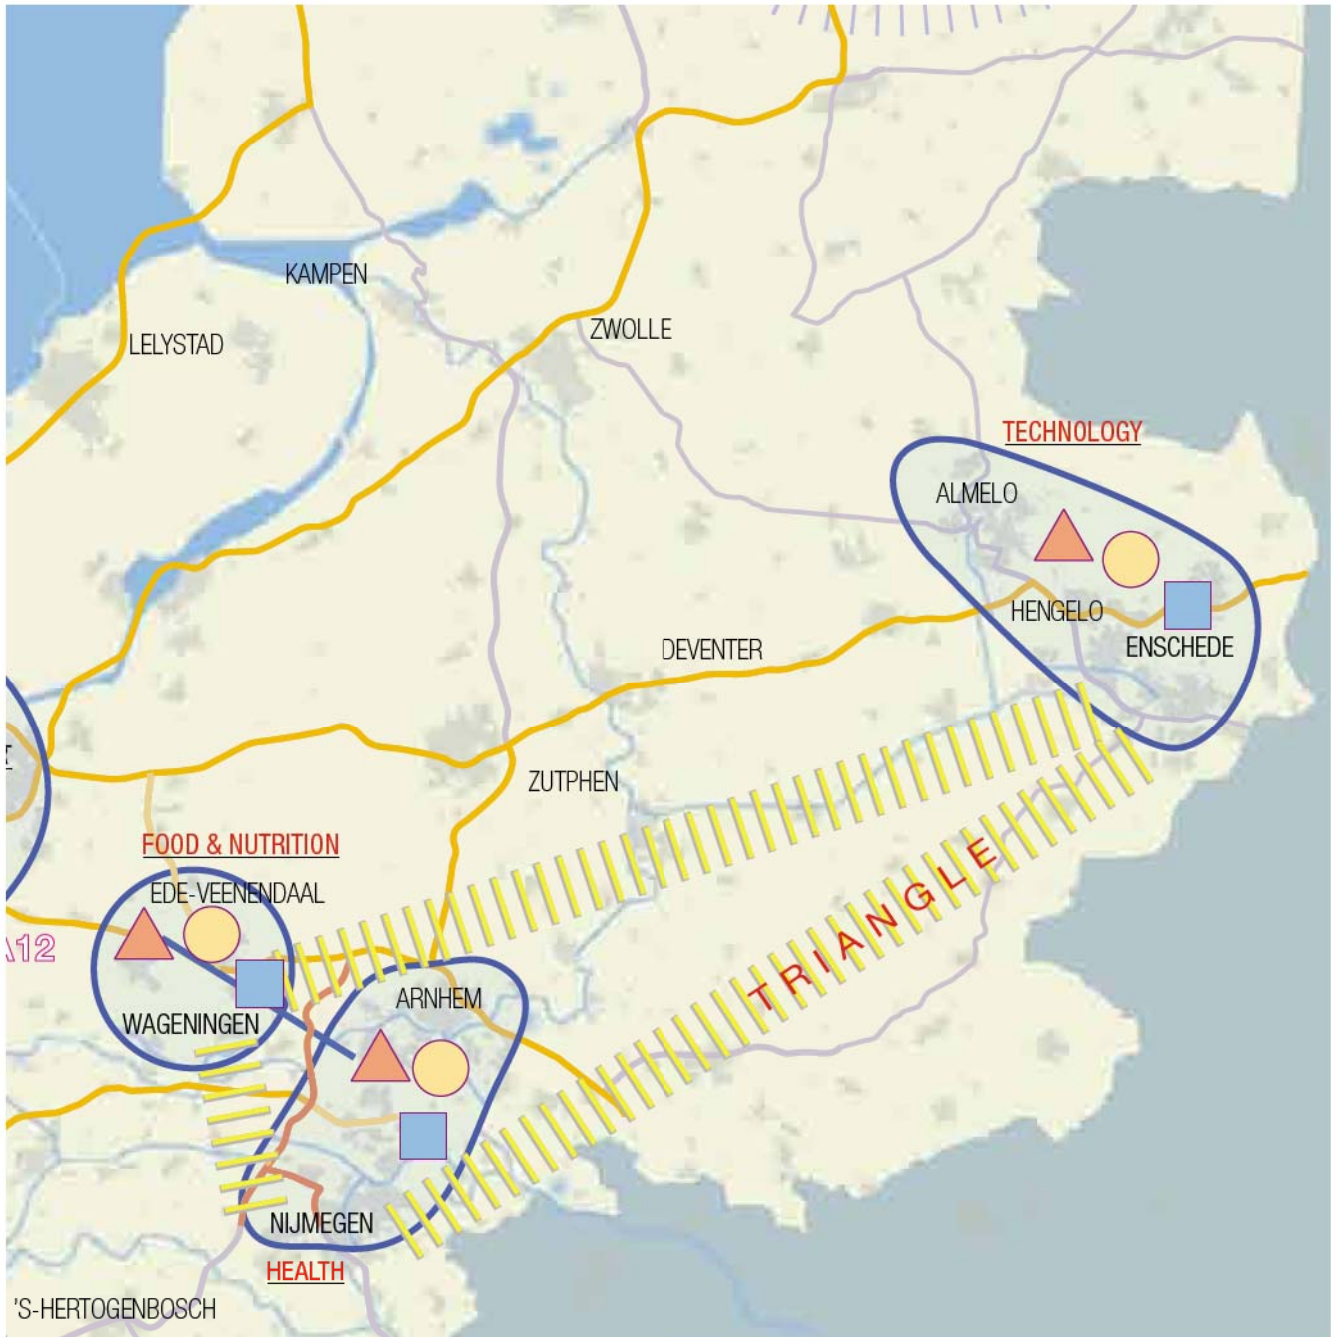 KAMPEN
ZWOLLE
LELYSTAD
TECHNOLOGY
ALMELO
HENGELO
ENSCHEDE
DEVENTER
ZUTPHEN
FOOD & NUTRITION
EDE-VEENENDAAL
A12
WAGENINGEN
ARNHEM
TRIANGLE
NIJMEGEN
HEALTH
'S-HERTOGENBOSCH